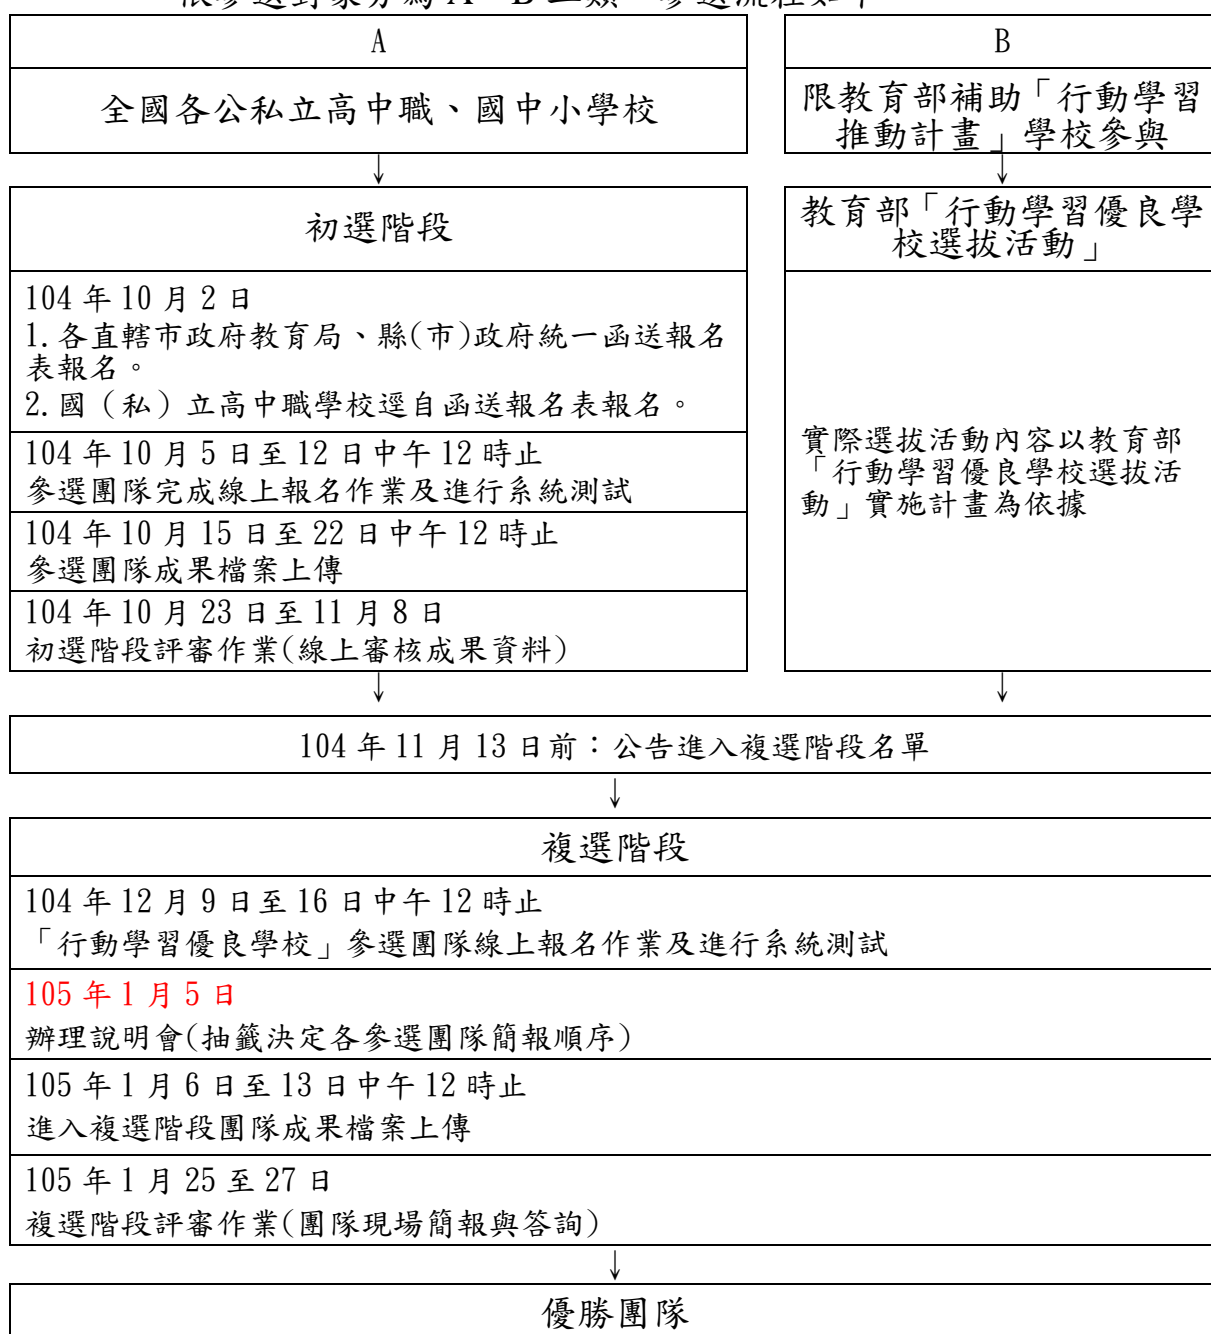 依參選對象分為 A、B 二類，參選流程如下
A
全國各公私立高中職、國中小學校
B
限教育部補助「行動學習
推動計畫」學校參與
↓
↓
初選階段
104 年 10 月 2 日
1. 各直轄市政府教育局、縣(市)政府統一函送報名
表報名。
2. 國（私）立高中職學校逕自函送報名表報名。
104 年 10 月 5 日至 12 日中午 12 時止
參選團隊完成線上報名作業及進行系統測試
104 年 10 月 15 日至 22 日中午 12 時止
參選團隊成果檔案上傳
104 年 10 月 23 日至 11 月 8 日
初選階段評審作業(線上審核成果資料)
教育部「行動學習優良學
校選拔活動」
實際選拔活動內容以教育部
「行動學習優良學校選拔活
動」實施計畫為依據
↓
↓
104 年 11 月 13 日前：公告進入複選階段名單
↓
複選階段
104 年 12 月 9 日至 16 日中午 12 時止
「行動學習優良學校」參選團隊線上報名作業及進行系統測試
105 年 1 月 5 日
辦理說明會(抽籤決定各參選團隊簡報順序)
105 年 1 月 6 日至 13 日中午 12 時止
進入複選階段團隊成果檔案上傳
105 年 1 月 25 至 27 日
複選階段評審作業(團隊現場簡報與答詢)
↓
優勝團隊